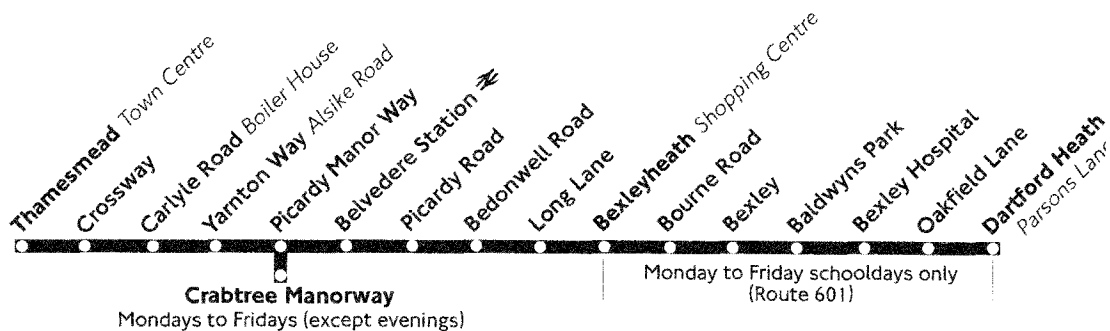 Thamesmead Town Centre
Crossway
Carlyle Road Boiler House
Yarnton Way Alsike Road
Picardy Manor Way
Belvedere Station
Picardy Road
Bedonwell Road
Long Lane
Bexleyheath Shopping Centre
Bourne Road
Bexley
Baldwyns Park
Bexley Hospital
Oakfield Lane
Dartford Heath
Parsons Lane
Crabtree Manorway
Mondays to Fridays (except evenings)
Monday to Friday schooldays only
(Route 601)